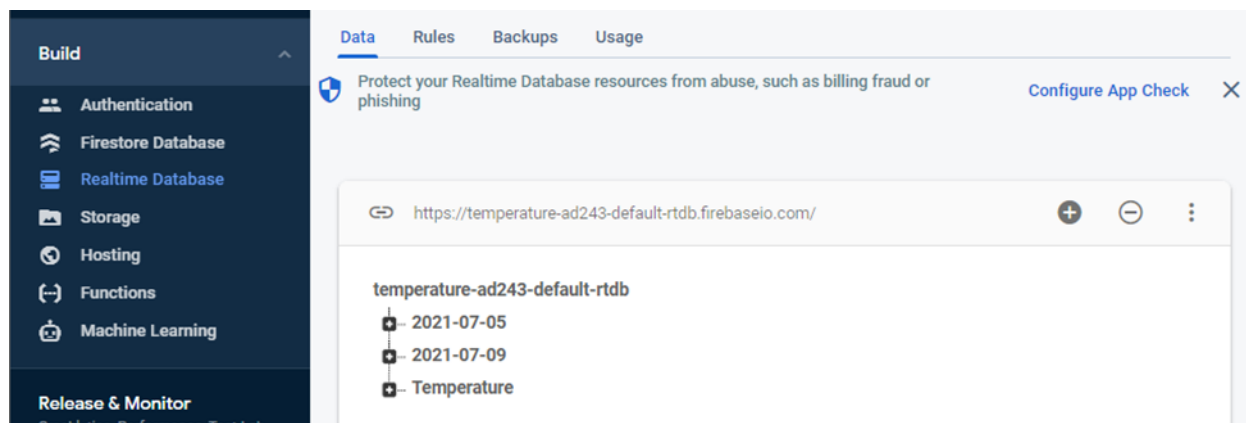 Build
Authentication
Firestore Database
Realtime Database
Storage
Hosting
Functions
Machine Learning
Release & Monitor
Data Rules Backups Usage
Protect your Realtime Database resources from abuse, such as billing fraud or
phishing
Configure App Check
https://temperature-ad243-default-rtdb.firebaseio.com/
temperature-ad243-default-rtdb
2021-07-05
2021-07-09
Temperature